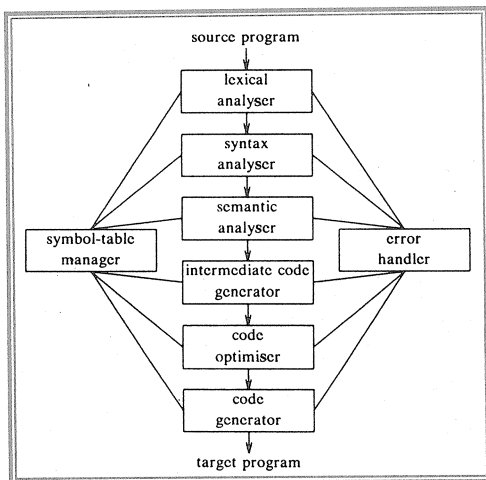 source program
lexical
analyser
syntax
analyser
semantic
analyser
symbol-table
manager
error
handler
intermediate code
generator
code
optimiser
code
generator
target program